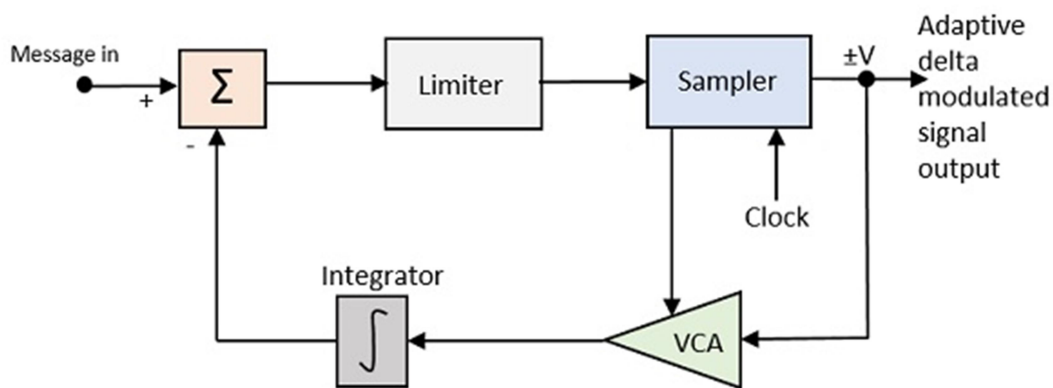 Message in
+
Σ
-
Limiter
Sampler
±V
Adaptive
delta
modulated
signal
output
Clock
Integrator
∫
VCA